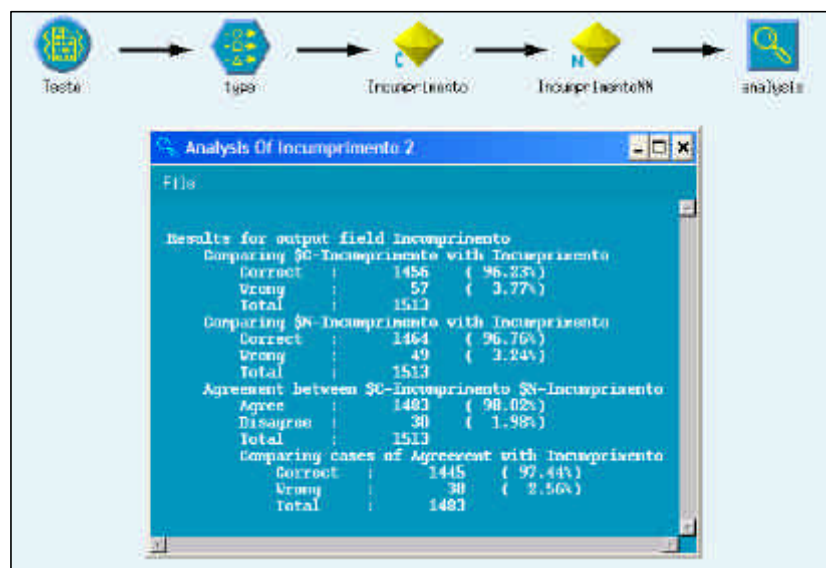 C
N
Teste
type
Incumprimento
IncumprimentoNN
analysis
Analysis Of Incumprimento 2
File
Results for output field Incumprimento
Comparing $C-Incumprimento with Incumprimento
Correct : 1456 ( 96.23%)
Wrong : 57 ( 3.77%)
Total : 1513
Comparing $N-Incumprimento with Incumprimento
Correct : 1464 ( 96.76%)
Wrong : 49 ( 3.24%)
Total : 1513
Agreement between $C-Incumprimento $N-Incumprimento
Agree : 1483 ( 98.02%)
Disagree : 30 ( 1.98%)
Total : 1513
Comparing cases of Agreement with Incumprimento
Correct : 1445 ( 97.44%)
Wrong : 38 ( 2.56%)
Total : 1483